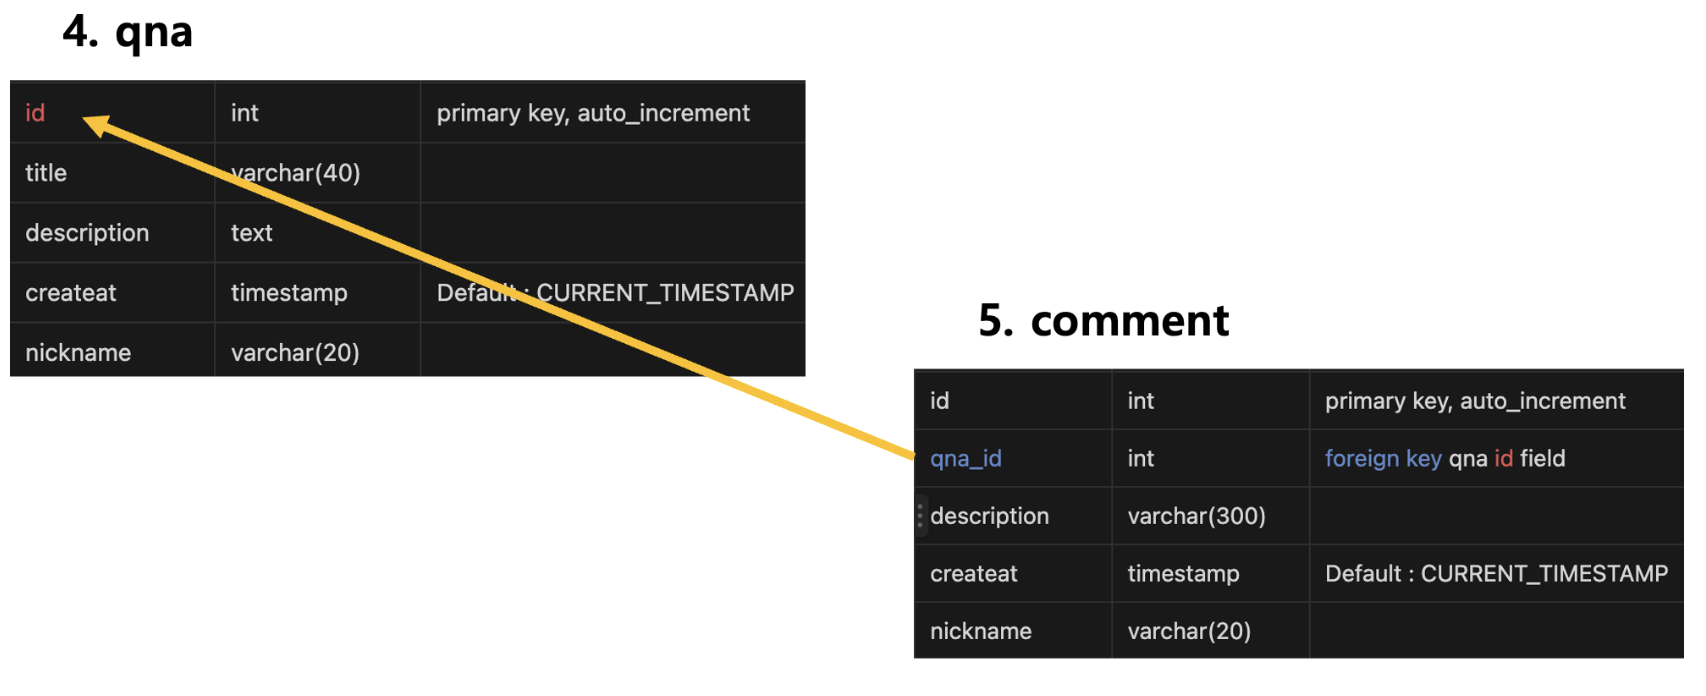 4. qna
id int primary key, auto_increment
title varchar(40)
description text
createat timestamp Default : CURRENT_TIMESTAMP
nickname varchar(20)
5. comment
id int primary key, auto_increment
qna_id int foreign key qna id field
description varchar(300)
createat timestamp Default : CURRENT_TIMESTAMP
nickname varchar(20)